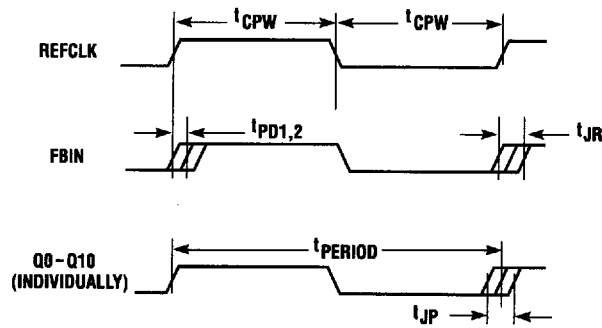 tCPW
tCPW
REFCLK
tPD1,2
tJR
FBIN
tPERIOD
Q0–Q10
(INDIVIDUALLY)
tJP